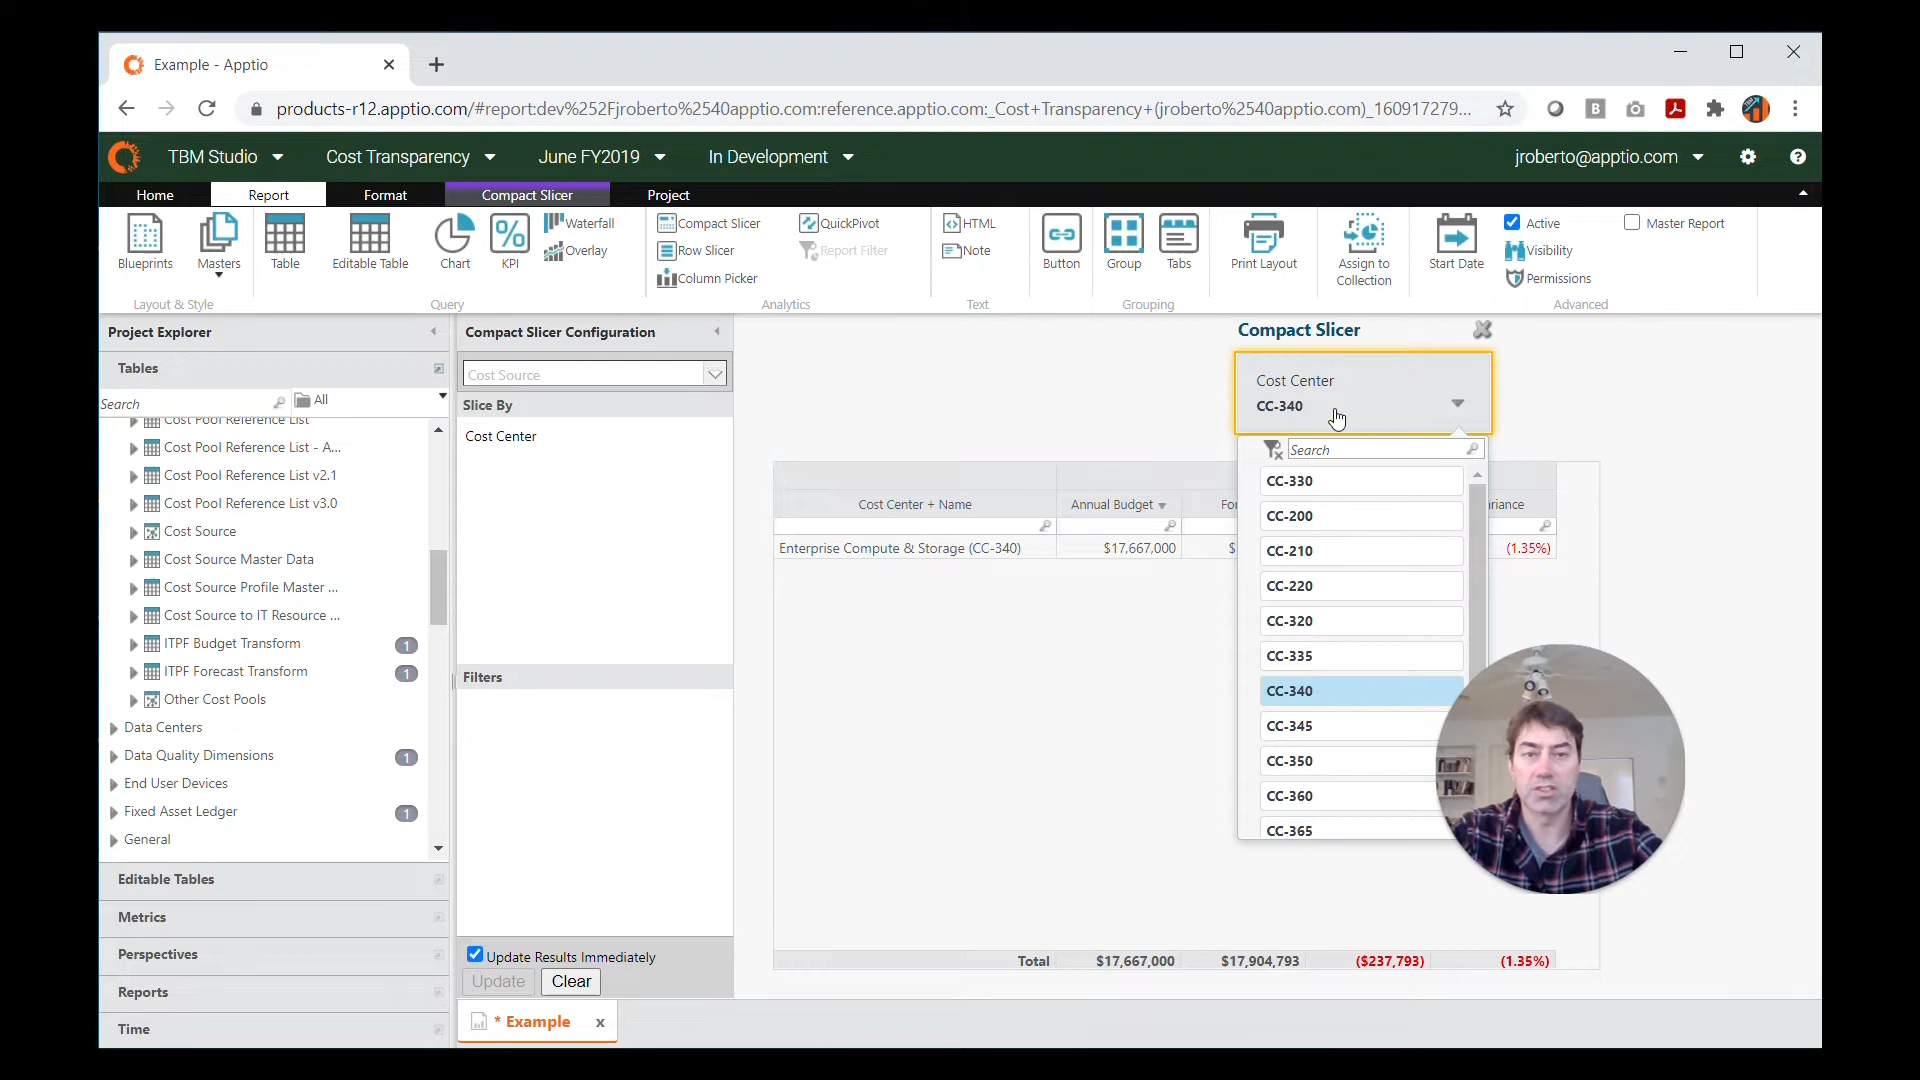 Example - Apptio
products-r12.apptio.com/#report:dev%252Fjroberto%2540apptio.com:reference.apptio.com:_Cost+Transparency+(jroberto%2540apptio.com)_160917279...
TBM Studio
Cost Transparency
June FY2019
In Development
jroberto@apptio.com
Home
Report
Format
Compact Slicer
Project
Blueprints
Masters
Layout & Style
Table
Editable Table
Chart
KPI
Waterfall
Overlay
Query
Compact Slicer
Row Slicer
Column Picker
QuickPivot
Report Filter
Analytics
HTML
Note
Text
Button
Group
Tabs
Grouping
Print Layout
Assign to
Collection
Start Date
Active
Visibility
Permissions
Master Report
Advanced
Project Explorer
Tables
Search
All
Cost Pool Reference List
Cost Pool Reference List - A...
Cost Pool Reference List v2.1
Cost Pool Reference List v3.0
Cost Source
Cost Source Master Data
Cost Source Profile Master ...
Cost Source to IT Resource ...
ITPF Budget Transform 1
ITPF Forecast Transform 1
Other Cost Pools
Data Centers
Data Quality Dimensions 1
End User Devices
Fixed Asset Ledger 1
General
Editable Tables
Metrics
Perspectives
Reports
Time
Compact Slicer Configuration
Cost Source
Slice By
Cost Center
Filters
Update Results Immediately
Update
Clear
* Example x
Compact Slicer
Cost Center
CC-340
Search
CC-330
CC-200
CC-210
CC-220
CC-320
CC-335
CC-340
CC-345
CC-350
CC-360
CC-365
Cost Center + Name
Annual Budget
Enterprise Compute & Storage (CC-340) $17,667,000 $ (1.35%)
Total $17,667,000 $17,904,793 ($237,793) (1.35%)